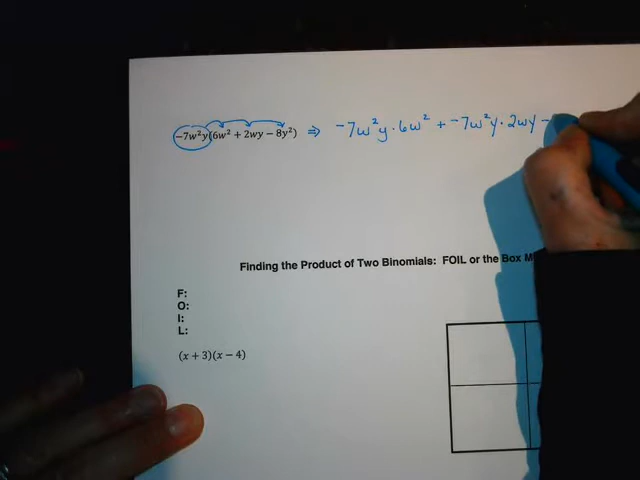 −7w²y(6w² + 2wy − 8y²) ⇒ -7w²y · 6w² + -7w²y · 2wy -
Finding the Product of Two Binomials: FOIL or the Box
F:
O:
I:
L:
(x + 3)(x − 4)